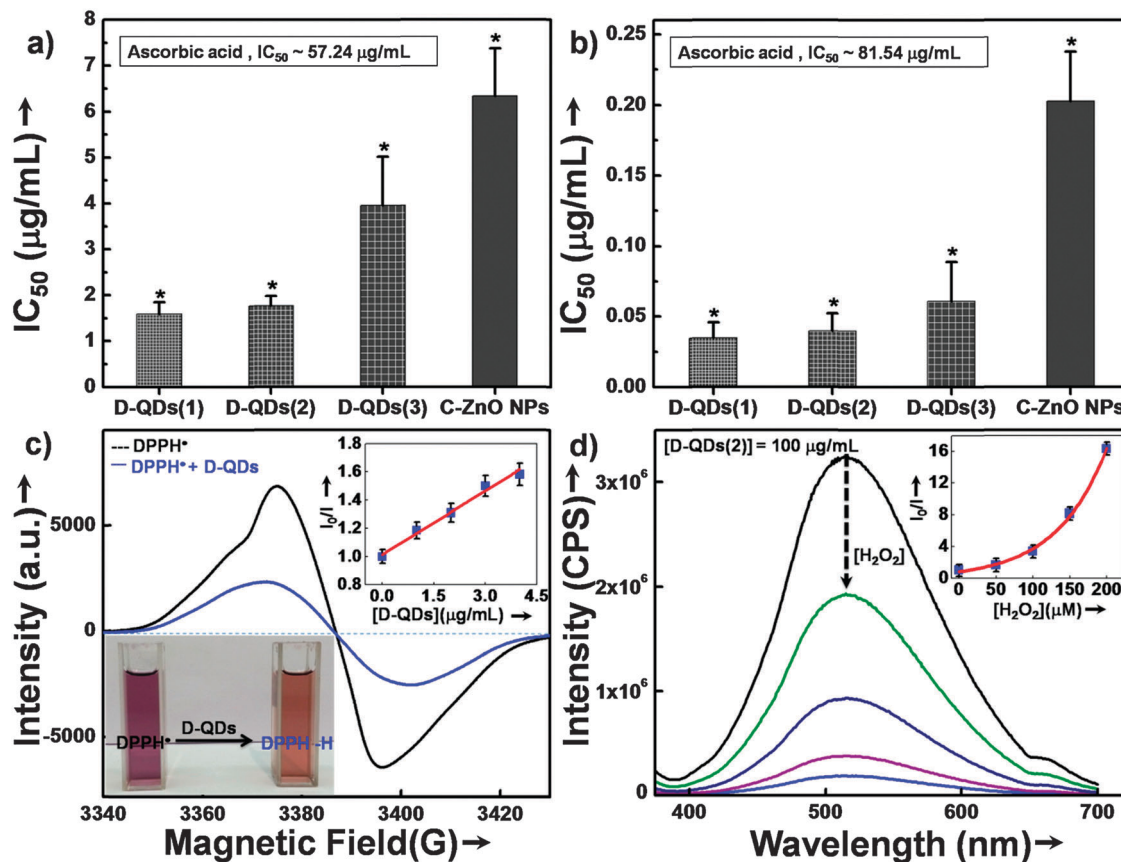 a)
Ascorbic acid , IC50 ~ 57.24 µg/mL
IC50 (µg/mL) →
8
7
6
5
4
3
2
1
0
*
*
*
*
D-QDs(1) D-QDs(2) D-QDs(3) C-ZnO NPs
b)
Ascorbic acid , IC50 ~ 81.54 µg/mL
IC50 (µg/mL) →
0.25
0.20
0.15
0.10
0.05
0.00
*
*
*
*
D-QDs(1) D-QDs(2) D-QDs(3) C-ZnO NPs
c)
--- DPPH•
— DPPH• + D-QDs
Intensity (a.u.) →
5000
0
-5000
I0/I →
1.8
1.6
1.4
1.2
1.0
0.8
0.0 1.5 3.0 4.5
[D-QDs](µg/mL) →
DPPH•
D-QDs
DPPH -H
3340 3360 3380 3400 3420
Magnetic Field(G) →
d)
[D-QDs(2)] = 100 µg/mL
Intensity (CPS) →
3x10⁶
2x10⁶
1x10⁶
0
[H2O2]
I0/I →
16
12
8
4
0
0 50 100 150 200
[H2O2](µM) →
400 500 600 700
Wavelength (nm) →